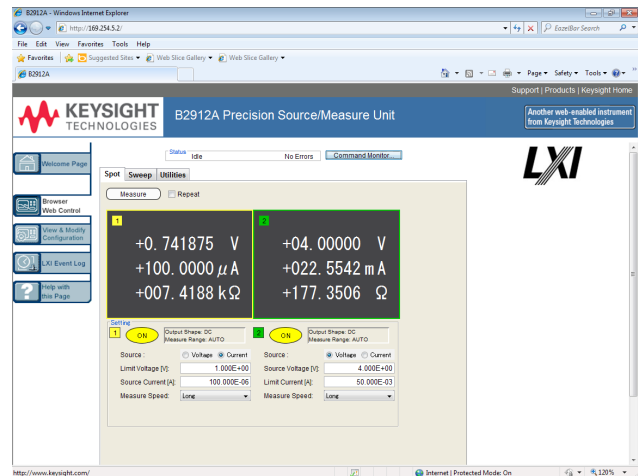 B2912A - Windows Internet Explorer
http://169.254.5.2/
EazelBar Search
File Edit View Favorites Tools Help
Favorites Suggested Sites Web Slice Gallery Web Slice Gallery
B2912A
Page Safety Tools
Support | Products | Keysight Home
KEYSIGHT
TECHNOLOGIES
B2912A Precision Source/Measure Unit
Another web-enabled instrument
from Keysight Technologies
Welcome Page
Browser
Web Control
View & Modify
Configuration
LXI Event Log
Help with
this Page
Status
Idle No Errors Command Monitor...
LXI
Spot Sweep Utilities
Measure Repeat
1
+0.741875 V
+100.0000 μA
+007.4188 kΩ
2
+04.00000 V
+022.5542 mA
+177.3506 Ω
Setting
1 ON Output Shape: DC
Measure Range: AUTO
Source : Voltage Current
Limit Voltage [V]: 1.000E+00
Source Current [A]: 100.000E-06
Measure Speed: Long
2 ON Output Shape: DC
Measure Range: AUTO
Source : Voltage Current
Source Voltage [V]: 4.000E+00
Limit Current [A]: 50.000E-03
Measure Speed: Long
http://www.keysight.com/
Internet | Protected Mode: On
120%